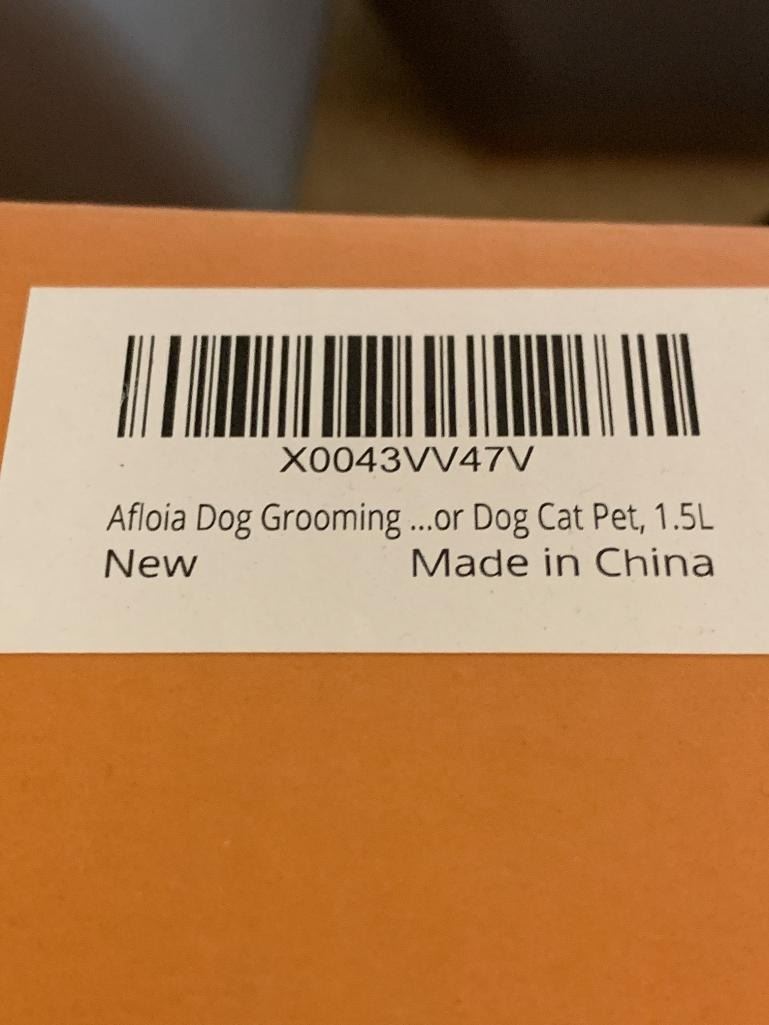 X0043VV47V
Afloia Dog Grooming ...or Dog Cat Pet, 1.5L
New Made in China